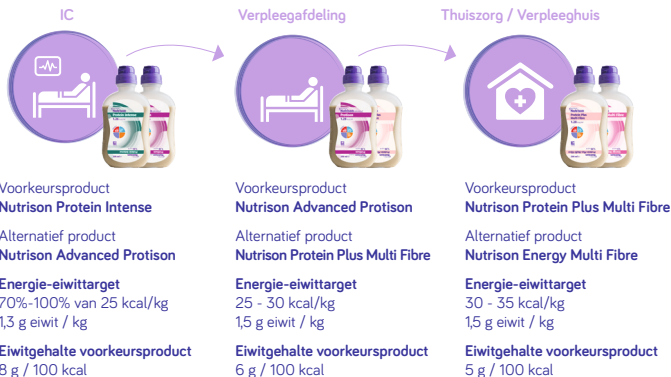 IC
Voorkeursproduct
Nutrison Protein Intense
Alternatief product
Nutrison Advanced Protison
Energie-eiwittarget
70%-100% van 25 kcal/kg
1,3 g eiwit / kg
Eiwitgehalte voorkeursproduct
8 g / 100 kcal
Verpleegafdeling
Voorkeursproduct
Nutrison Advanced Protison
Alternatief product
Nutrison Protein Plus Multi Fibre
Energie-eiwittarget
25 - 30 kcal/kg
1,5 g eiwit / kg
Eiwitgehalte voorkeursproduct
6 g / 100 kcal
Thuiszorg / Verpleeghuis
Voorkeursproduct
Nutrison Protein Plus Multi Fibre
Alternatief product
Nutrison Energy Multi Fibre
Energie-eiwittarget
30 - 35 kcal/kg
1,5 g eiwit / kg
Eiwitgehalte voorkeursproduct
5 g / 100 kcal